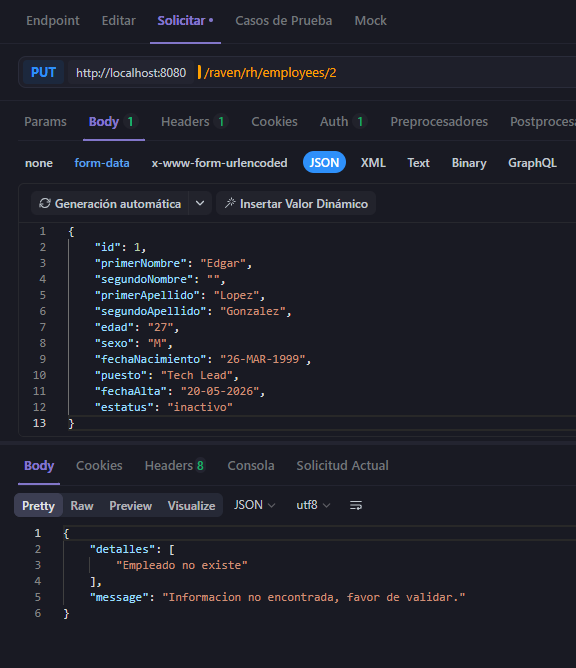 Endpoint Editar Solicitar • Casos de Prueba Mock
PUT http://localhost:8080 /raven/rh/employees/2
Params Body 1 Headers 1 Cookies Auth 1 Preprocesadores Postprocesa
none form-data x-www-form-urlencoded JSON XML Text Binary GraphQL
Generación automática Insertar Valor Dinámico
1 {
2 "id": 1,
3 "primerNombre": "Edgar",
4 "segundoNombre": "",
5 "primerApellido": "Lopez",
6 "segundoApellido": "Gonzalez",
7 "edad": "27",
8 "sexo": "M",
9 "fechaNacimiento": "26-MAR-1999",
10 "puesto": "Tech Lead",
11 "fechaAlta": "20-05-2026",
12 "estatus": "inactivo"
13 }
Body Cookies Headers 8 Consola Solicitud Actual
Pretty Raw Preview Visualize JSON utf8
1 {
2 "detalles": [
3 "Empleado no existe"
4 ],
5 "message": "Informacion no encontrada, favor de validar."
6 }